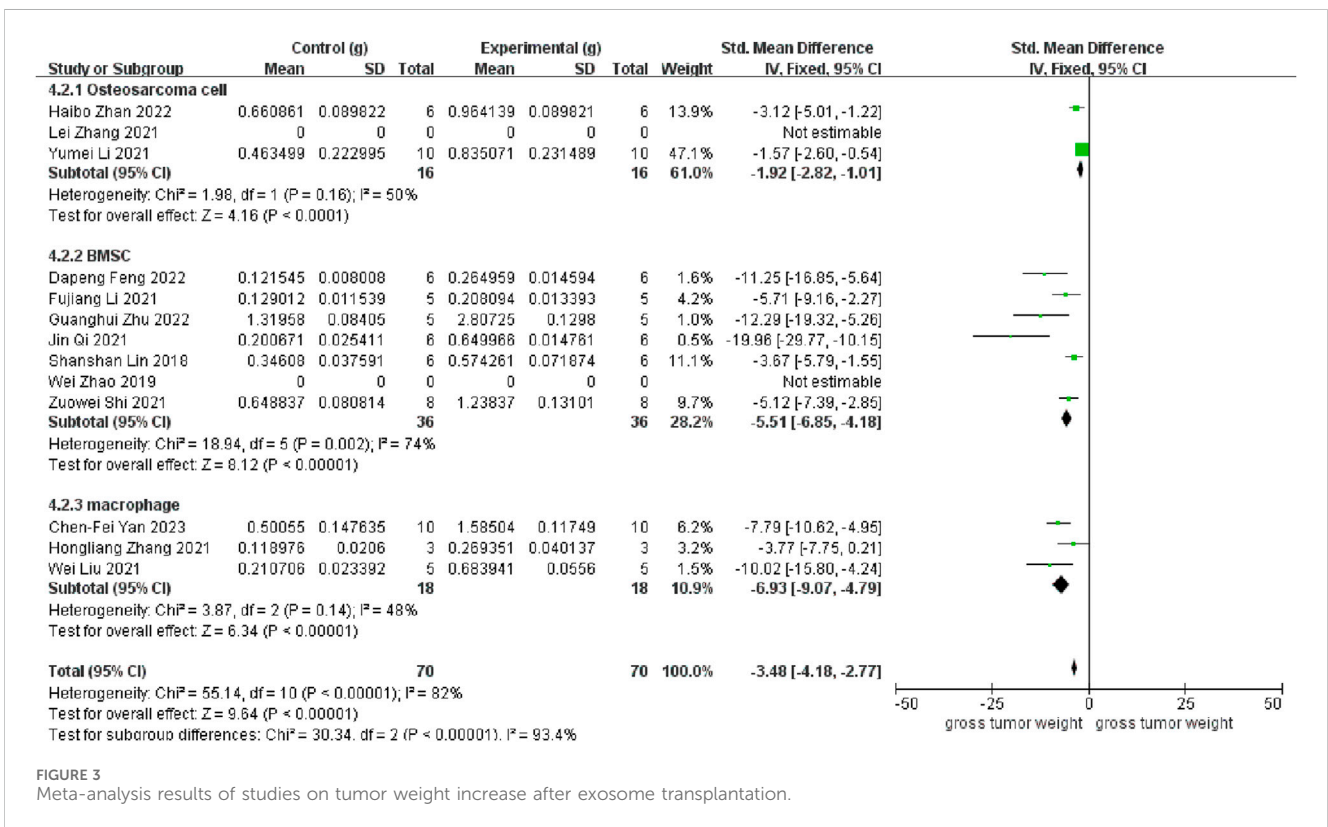 Control (g) Experimental (g) Std. Mean Difference Std. Mean Difference
Study or Subgroup Mean SD Total Mean SD Total Weight IV, Fixed, 95% CI IV, Fixed, 95% CI
4.2.1 Osteosarcoma cell
Haibo Zhan 2022 0.660861 0.089822 6 0.964139 0.089821 6 13.9% -3.12 [-5.01, -1.22]
Lei Zhang 2021 0 0 0 0 0 0 Not estimable
Yumei Li 2021 0.463499 0.222995 10 0.835071 0.231489 10 47.1% -1.57 [-2.60, -0.54]
Subtotal (95% CI) 16 16 61.0% -1.92 [-2.82, -1.01]
Heterogeneity: Chi² = 1.98, df = 1 (P = 0.16); I² = 50%
Test for overall effect: Z = 4.16 (P < 0.0001)
4.2.2 BMSC
Dapeng Feng 2022 0.121545 0.008008 6 0.264959 0.014594 6 1.6% -11.25 [-16.85, -5.64]
Fujiang Li 2021 0.129012 0.011539 5 0.208094 0.013393 5 4.2% -5.71 [-9.16, -2.27]
Guanghui Zhu 2022 1.31958 0.08405 5 2.80725 0.1298 5 1.0% -12.29 [-19.32, -5.26]
Jin Qi 2021 0.200671 0.025411 6 0.649966 0.014761 6 0.5% -19.96 [-29.77, -10.15]
Shanshan Lin 2018 0.34608 0.037591 6 0.574261 0.071874 6 11.1% -3.67 [-5.79, -1.55]
Wei Zhao 2019 0 0 0 0 0 0 Not estimable
Zuowei Shi 2021 0.648837 0.080814 8 1.23837 0.13101 8 9.7% -5.12 [-7.39, -2.85]
Subtotal (95% CI) 36 36 28.2% -5.51 [-6.85, -4.18]
Heterogeneity: Chi² = 18.94, df = 5 (P = 0.002); I² = 74%
Test for overall effect: Z = 8.12 (P < 0.00001)
4.2.3 macrophage
Chen-Fei Yan 2023 0.50055 0.147635 10 1.58504 0.11749 10 6.2% -7.79 [-10.62, -4.95]
Hongliang Zhang 2021 0.118976 0.0206 3 0.269351 0.040137 3 3.2% -3.77 [-7.75, 0.21]
Wei Liu 2021 0.210706 0.023392 5 0.683941 0.0556 5 1.5% -10.02 [-15.80, -4.24]
Subtotal (95% CI) 18 18 10.9% -6.93 [-9.07, -4.79]
Heterogeneity: Chi² = 3.87, df = 2 (P = 0.14); I² = 48%
Test for overall effect: Z = 6.34 (P < 0.00001)
Total (95% CI) 70 70 100.0% -3.48 [-4.18, -2.77]
Heterogeneity: Chi² = 55.14, df = 10 (P < 0.00001); I² = 82%
Test for overall effect: Z = 9.64 (P < 0.00001)
Test for subgroup differences: Chi² = 30.34. df = 2 (P < 0.00001). I² = 93.4%
-50 -25 0 25 50
gross tumor weight gross tumor weight
FIGURE 3
Meta-analysis results of studies on tumor weight increase after exosome transplantation.